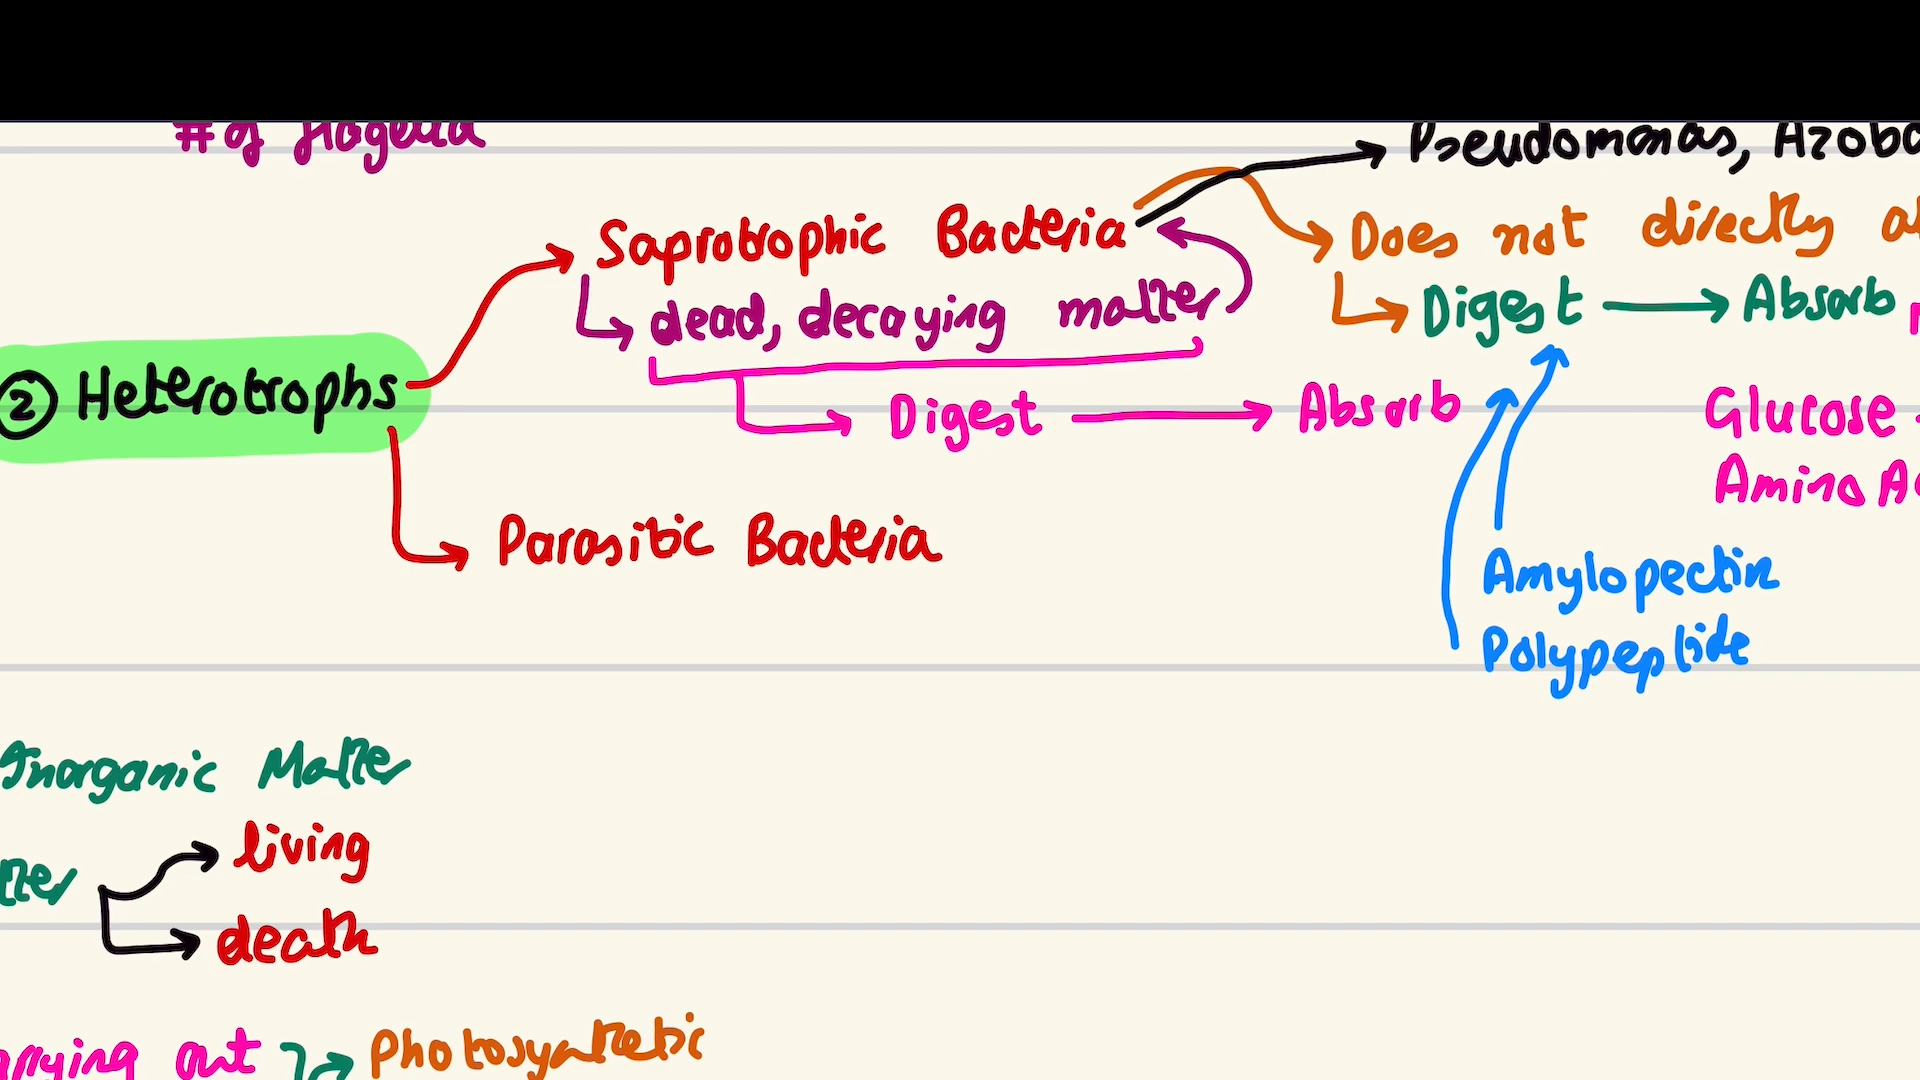 # of flagella
Pseudomonas,
Saprotrophic Bacteria
Does not directly
dead, decaying matter
Digest → Absorb
② Heterotrophs
Digest → Absorb
Glucose
Amino
Parasitic Bacteria
Amylopectin
Polypeptide
Inorganic Matter
living
death
out
Photosynthetic